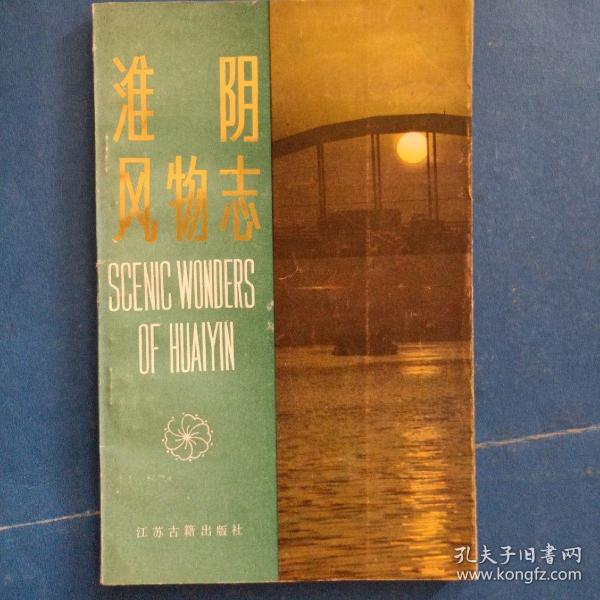 淮阴
风物志
SCENIC WONDERS
OF HUAIYIN
江苏古籍出版社
孔夫子旧书网
www.kongfz.com